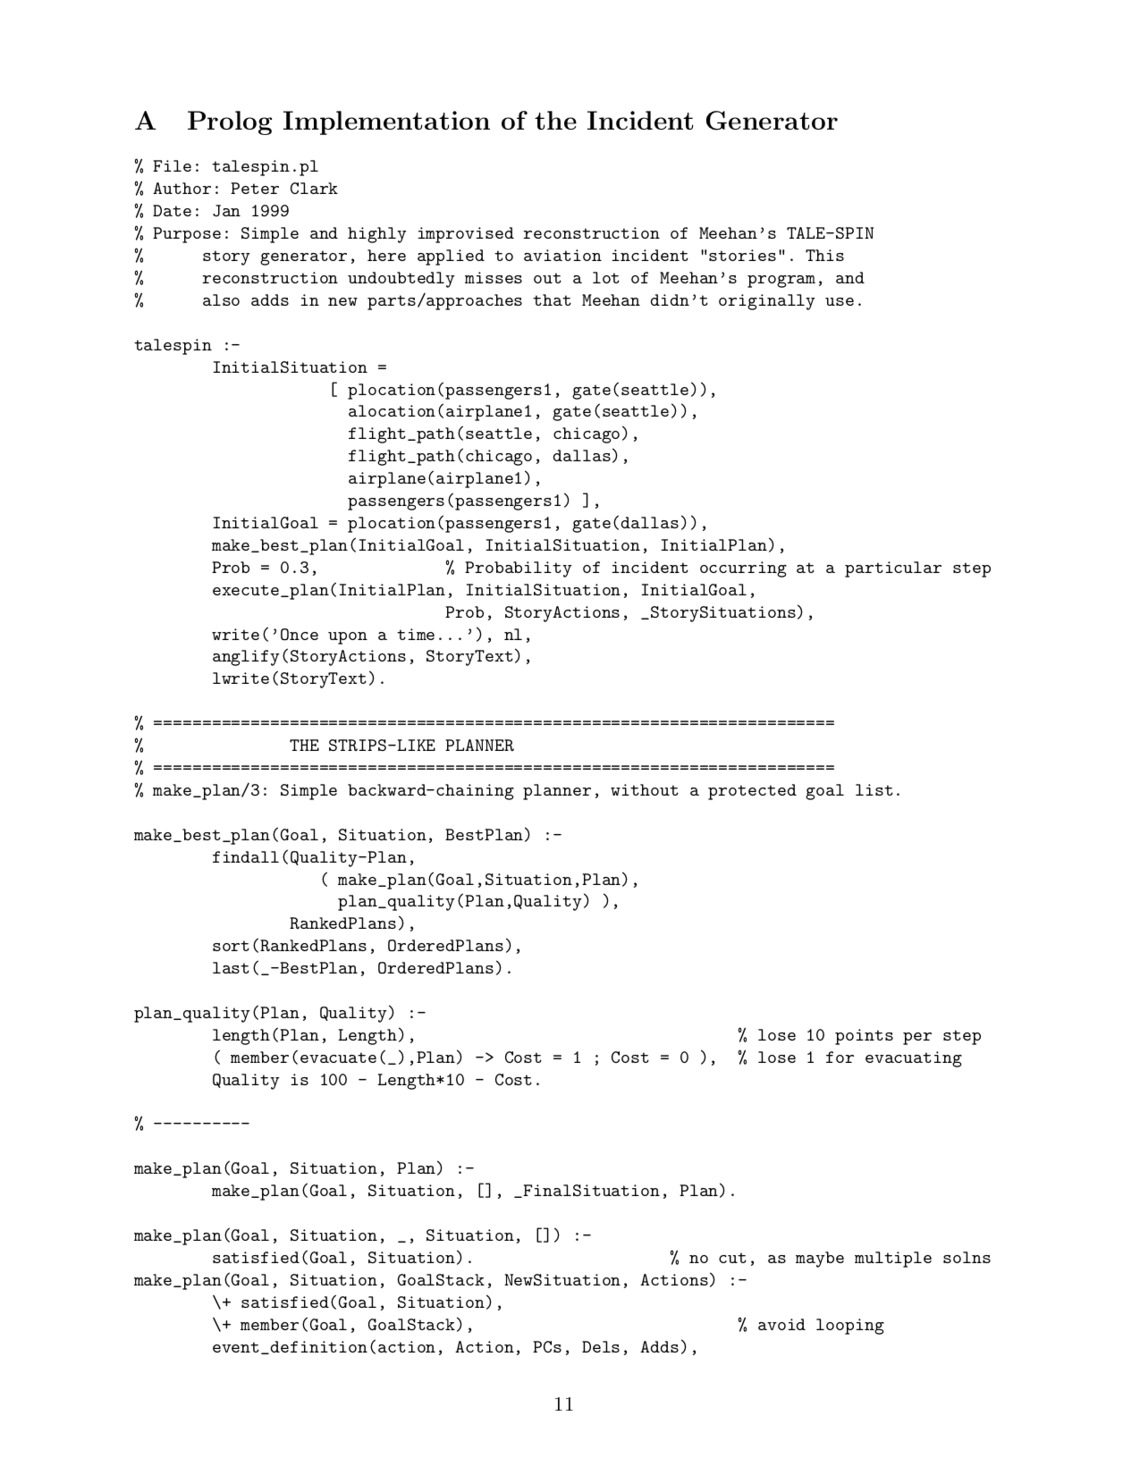 A Prolog Implementation of the Incident Generator
% File: talespin.pl
% Author: Peter Clark
% Date: Jan 1999
% Purpose: Simple and highly improvised reconstruction of Meehan's TALE-SPIN
%      story generator, here applied to aviation incident "stories". This
%      reconstruction undoubtedly misses out a lot of Meehan's program, and
%      also adds in new parts/approaches that Meehan didn't originally use.
talespin :-
        InitialSituation =
                    [ plocation(passengers1, gate(seattle)),
                      alocation(airplane1, gate(seattle)),
                      flight_path(seattle, chicago),
                      flight_path(chicago, dallas),
                      airplane(airplane1),
                      passengers(passengers1) ],
        InitialGoal = plocation(passengers1, gate(dallas)),
        make_best_plan(InitialGoal, InitialSituation, InitialPlan),
        Prob = 0.3,             % Probability of incident occurring at a particular step
        execute_plan(InitialPlan, InitialSituation, InitialGoal,
                                Prob, StoryActions, _StorySituations),
        write('Once upon a time...'), nl,
        anglify(StoryActions, StoryText),
        lwrite(StoryText).
% ======================================================================
%               THE STRIPS-LIKE PLANNER
% ======================================================================
% make_plan/3: Simple backward-chaining planner, without a protected goal list.
make_best_plan(Goal, Situation, BestPlan) :-
        findall(Quality-Plan,
                   ( make_plan(Goal,Situation,Plan),
                     plan_quality(Plan,Quality) ),
                RankedPlans),
        sort(RankedPlans, OrderedPlans),
        last(_-BestPlan, OrderedPlans).
plan_quality(Plan, Quality) :-
        length(Plan, Length),                                 % lose 10 points per step
        ( member(evacuate(_),Plan) -> Cost = 1 ; Cost = 0 ),  % lose 1 for evacuating
        Quality is 100 - Length*10 - Cost.
% ----------
make_plan(Goal, Situation, Plan) :-
        make_plan(Goal, Situation, [], _FinalSituation, Plan).
make_plan(Goal, Situation, _, Situation, []) :-
        satisfied(Goal, Situation).                    % no cut, as maybe multiple solns
make_plan(Goal, Situation, GoalStack, NewSituation, Actions) :-
        \+ satisfied(Goal, Situation),
        \+ member(Goal, GoalStack),                           % avoid looping
        event_definition(action, Action, PCs, Dels, Adds),
11